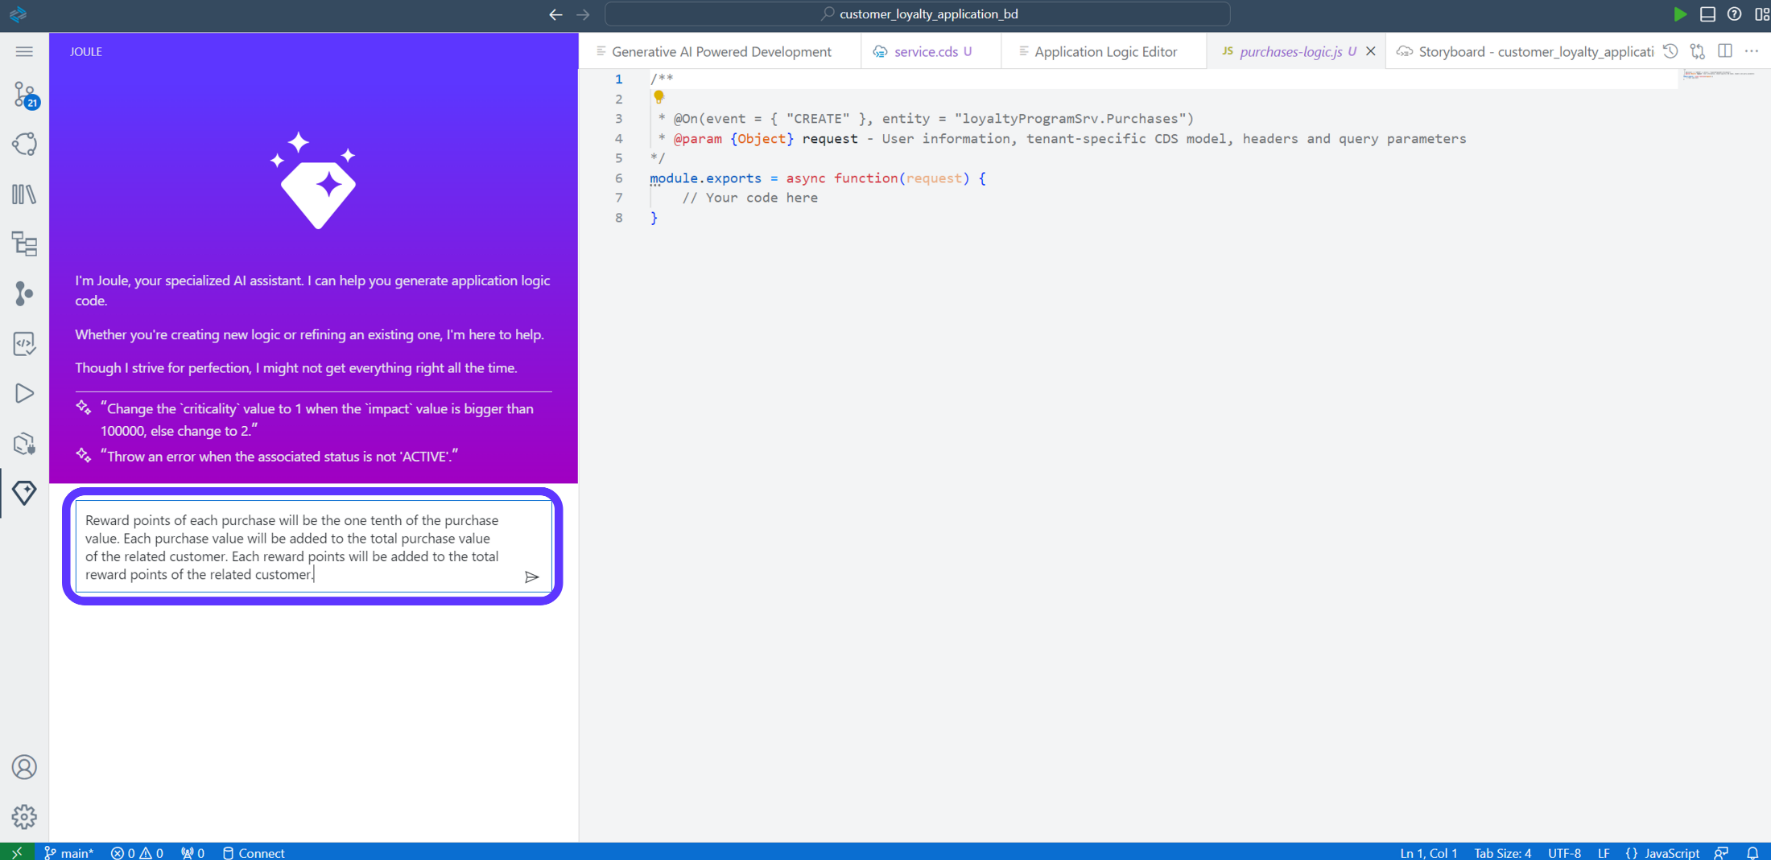 customer_loyalty_application_bd
JOULE
Generative AI Powered Development
service.cds U
Application Logic Editor
JS purchases-logic.js U
Storyboard - customer_loyalty_applicati
21
I'm Joule, your specialized AI assistant. I can help you generate application logic
code.
Whether you're creating new logic or refining an existing one, I'm here to help.
Though I strive for perfection, I might not get everything right all the time.
“Change the `criticality` value to 1 when the `impact` value is bigger than
100000, else change to 2.”
“Throw an error when the associated status is not 'ACTIVE'.”
Reward points of each purchase will be the one tenth of the purchase
value. Each purchase value will be added to the total purchase value
of the related customer. Each reward points will be added to the total
reward points of the related customer.
1 /**
2
3 * @On(event = { "CREATE" }, entity = "loyaltyProgramSrv.Purchases")
4 * @param {Object} request - User information, tenant-specific CDS model, headers and query parameters
5 */
6 module.exports = async function(request) {
7 // Your code here
8 }
main* 0 0 0 Connect
Ln 1, Col 1 Tab Size: 4 UTF-8 LF {} JavaScript